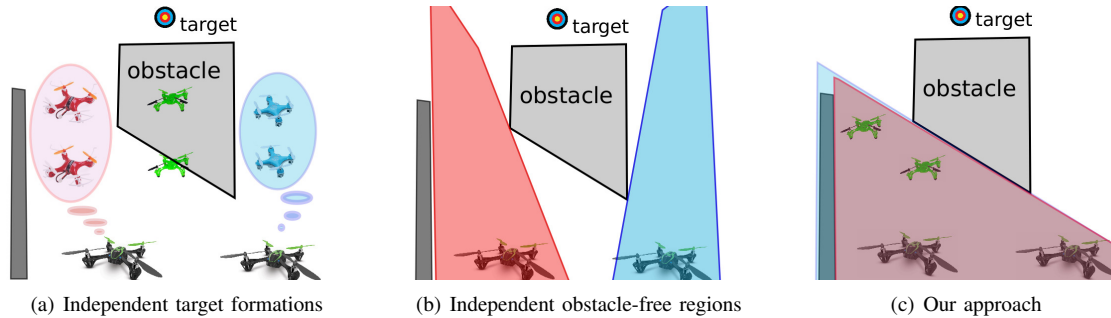 target
obstacle
(a) Independent target formations
target
obstacle
(b) Independent obstacle-free regions
target
obstacle
(c) Our approach